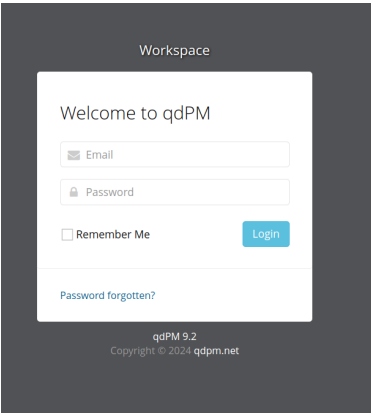 Workspace
Welcome to qdPM
Email
Password
Remember Me
Login
Password forgotten?
qdPM 9.2
Copyright © 2024 qdpm.net